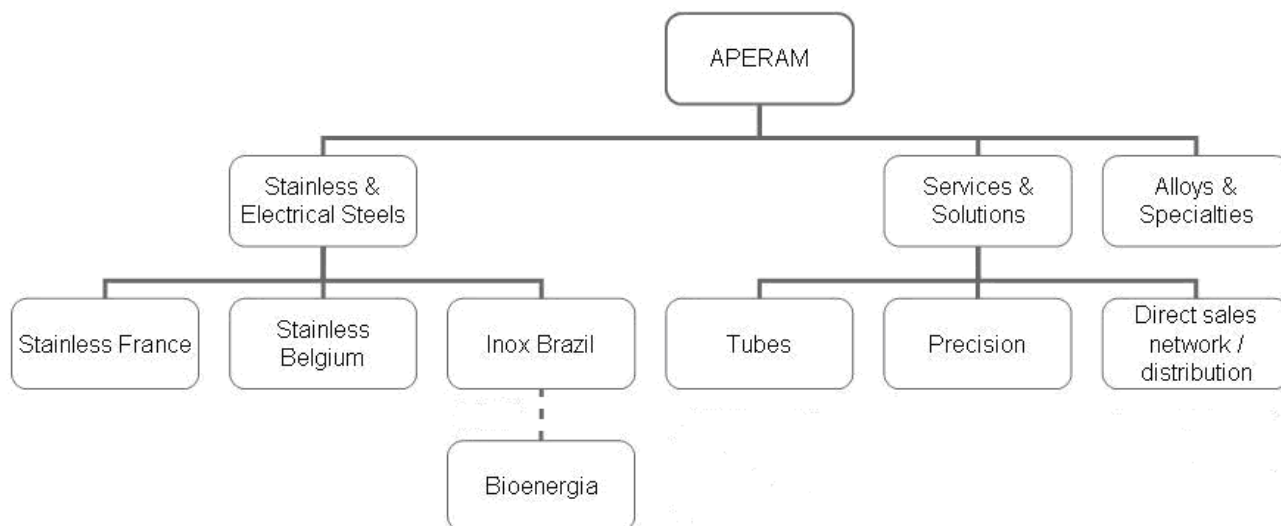 APERAM
Stainless &
Electrical Steels
Services &
Solutions
Alloys &
Specialties
Stainless France
Stainless
Belgium
Inox Brazil
Tubes
Precision
Direct sales
network /
distribution
Bioenergia